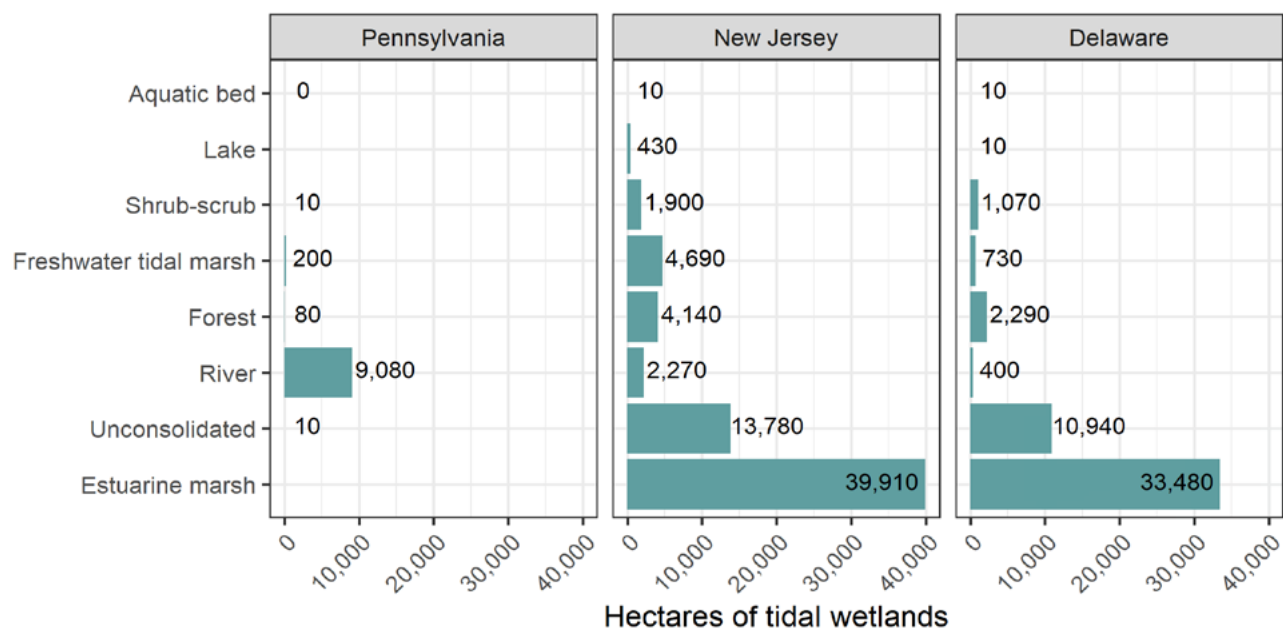 Pennsylvania New Jersey Delaware
Aquatic bed 0 10 10
Lake 430 10
Shrub-scrub 10 1,900 1,070
Freshwater tidal marsh 200 4,690 730
Forest 80 4,140 2,290
River 9,080 2,270 400
Unconsolidated 10 13,780 10,940
Estuarine marsh 39,910 33,480
0 10,000 20,000 30,000 40,000 0 10,000 20,000 30,000 40,000 0 10,000 20,000 30,000 40,000
Hectares of tidal wetlands